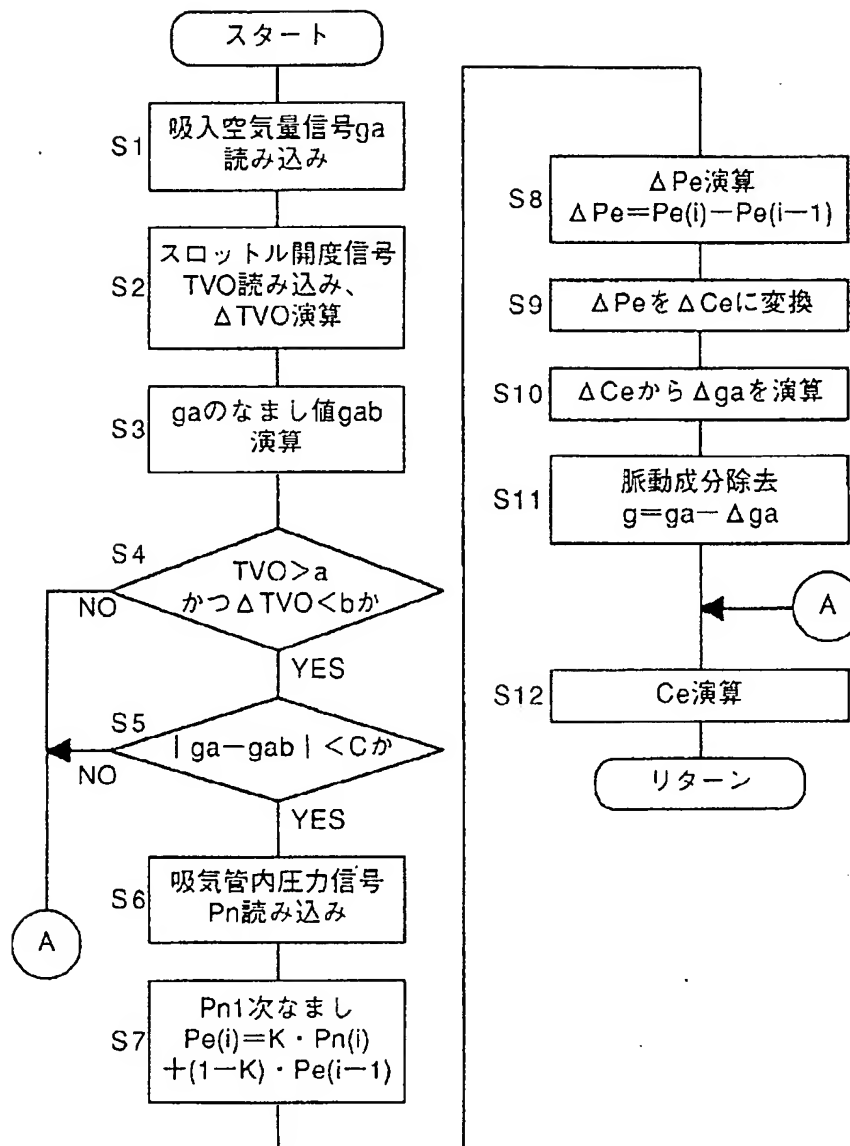 スタート
S1
吸入空気量信号ga
読み込み
S2
スロットル開度信号
TVO読み込み、
ΔTVO演算
S3
gaのなまし値gab
演算
S4
TVO>a
かつΔTVO<bか
NO
YES
S5
|ga-gab|<Cか
NO
YES
S6
吸気管内圧力信号
Pn読み込み
A
S7
Pn1次なまし
Pe(i)=K・Pn(i)
+(1-K)・Pe(i-1)
S8
ΔPe演算
ΔPe=Pe(i)-Pe(i-1)
S9
ΔPeをΔCeに変換
S10
ΔCeからΔgaを演算
S11
脈動成分除去
g=ga-Δga
A
S12
Ce演算
リターン